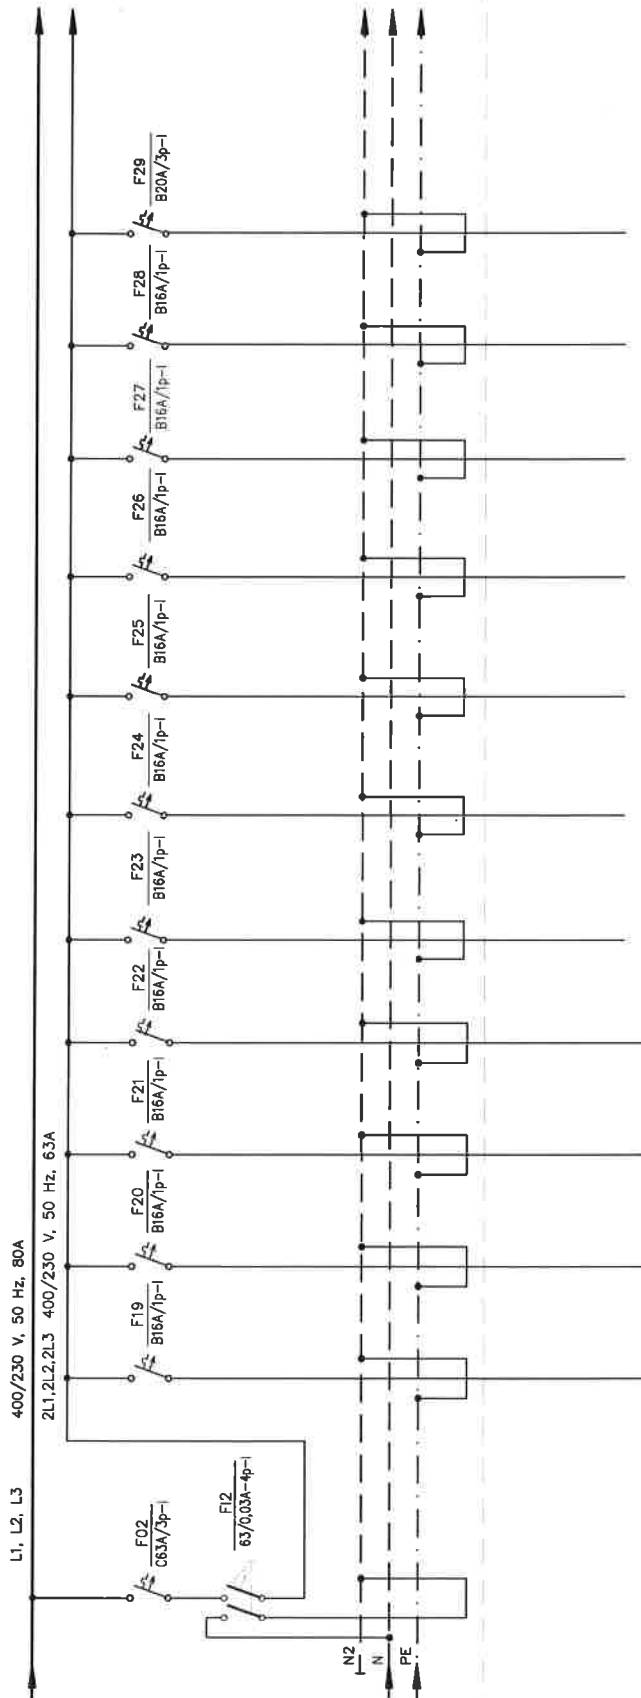 L1, L2, L3 400/230 V, 50 Hz, 80A
2L1,2L2,2L3 400/230 V, 50 Hz, 63A
F02
C63A/3p-I
FI2
63/0,03A-4p-I
F19
B16A/1p-I
F20
B16A/1p-I
F21
B16A/1p-I
F22
B16A/1p-I
F23
B16A/1p-I
F24
B16A/1p-I
F25
B16A/1p-I
F26
B16A/1p-I
F27
B16A/1p-I
F28
B16A/1p-I
F29
B20A/3p-I
N2
N
PE